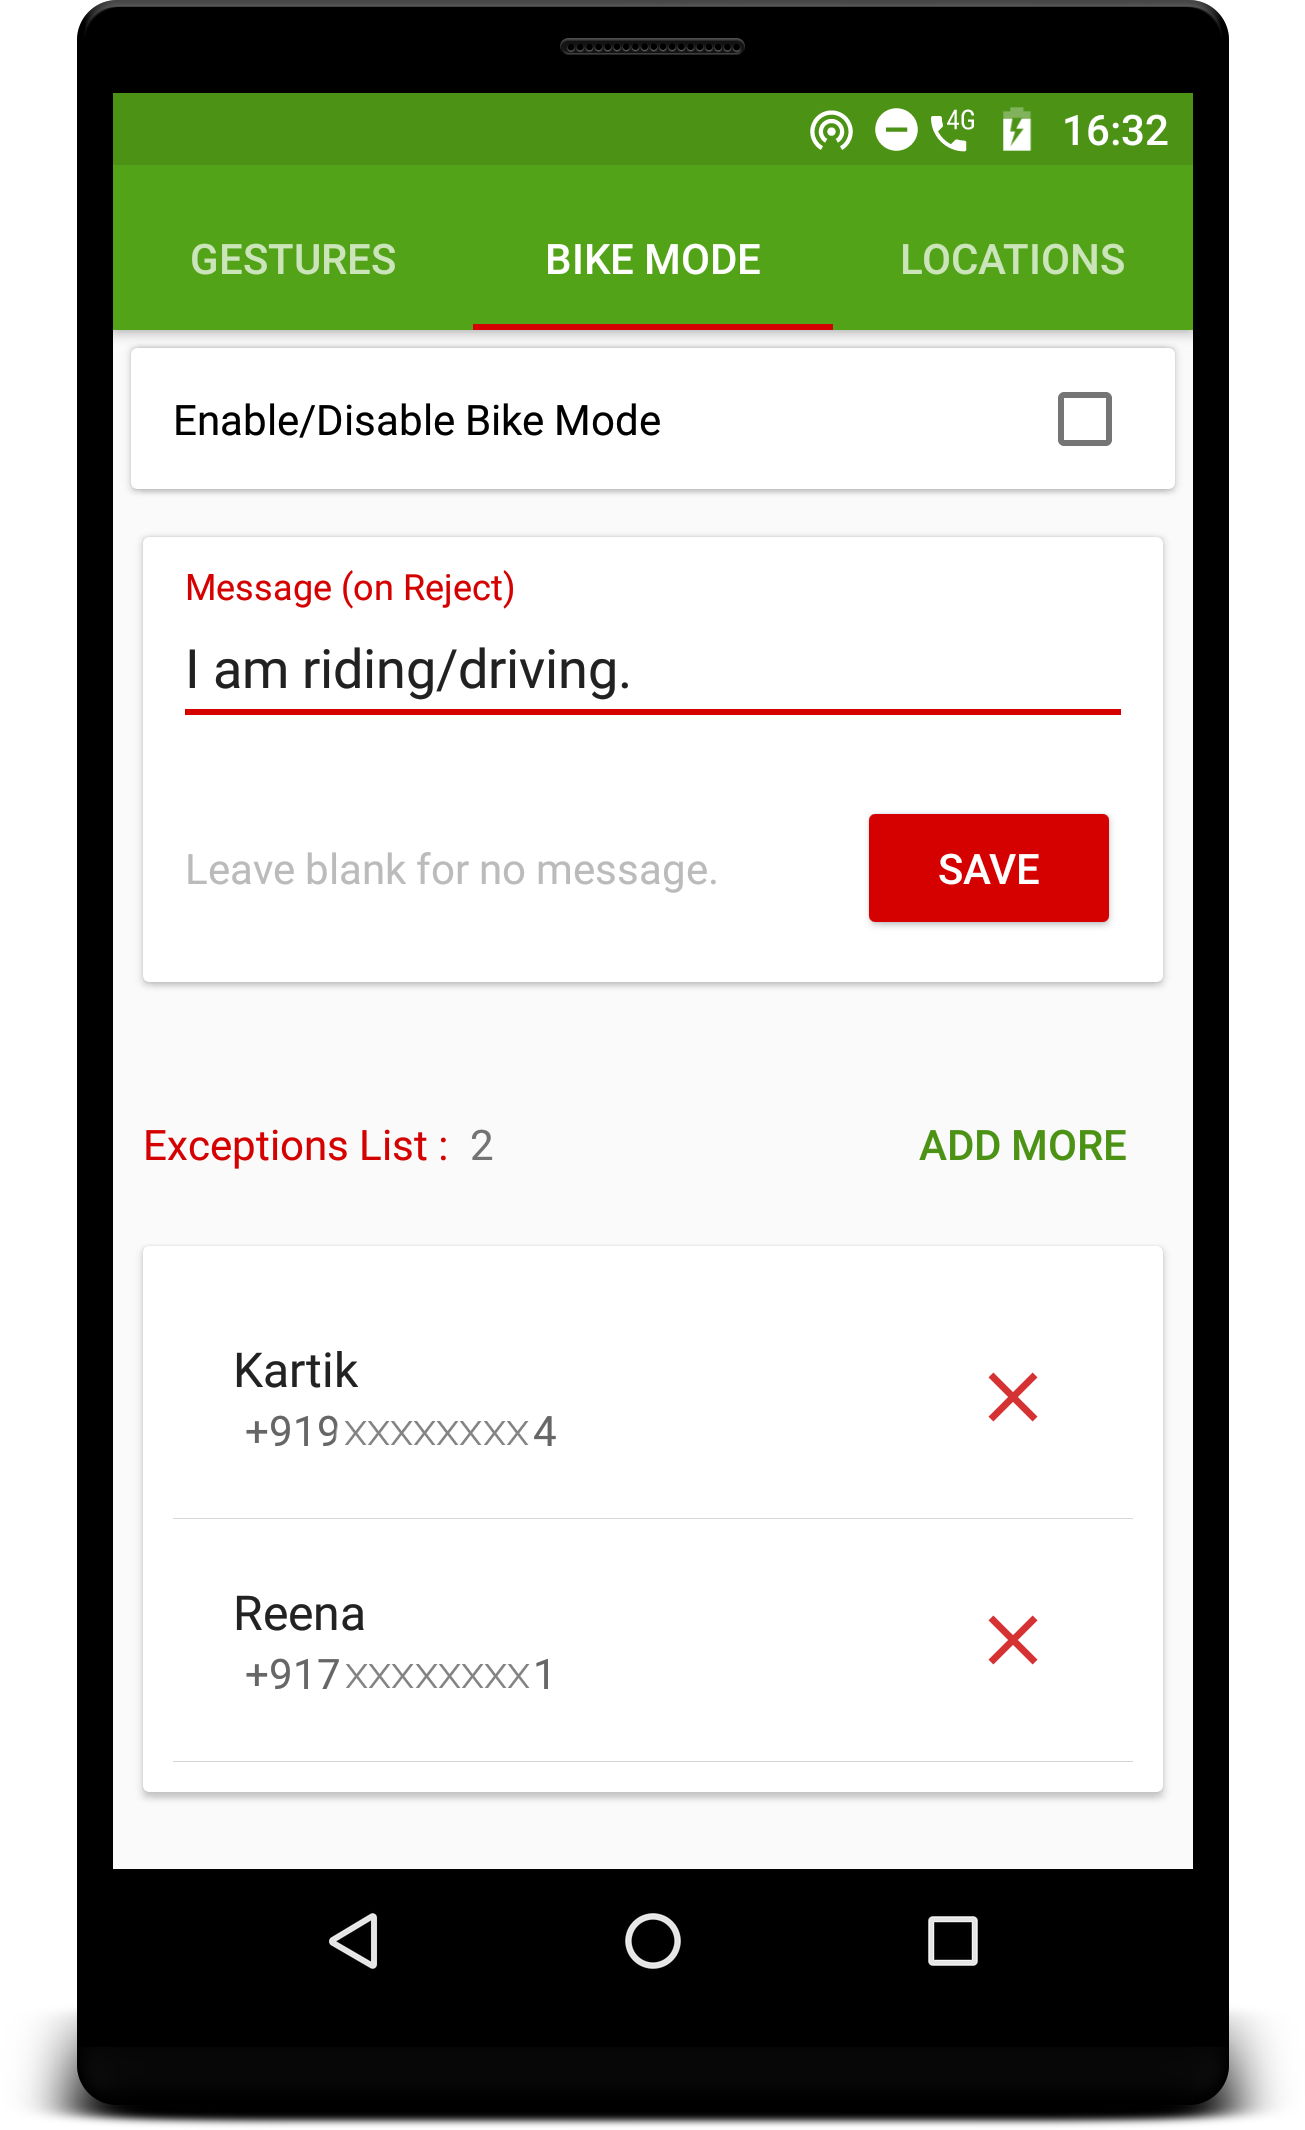 4G 16:32
GESTURES BIKE MODE LOCATIONS
Enable/Disable Bike Mode
Message (on Reject)
I am riding/driving.
Leave blank for no message. SAVE
Exceptions List : 2 ADD MORE
Kartik
+919xxxxxxxx4
Reena
+917xxxxxxxx1